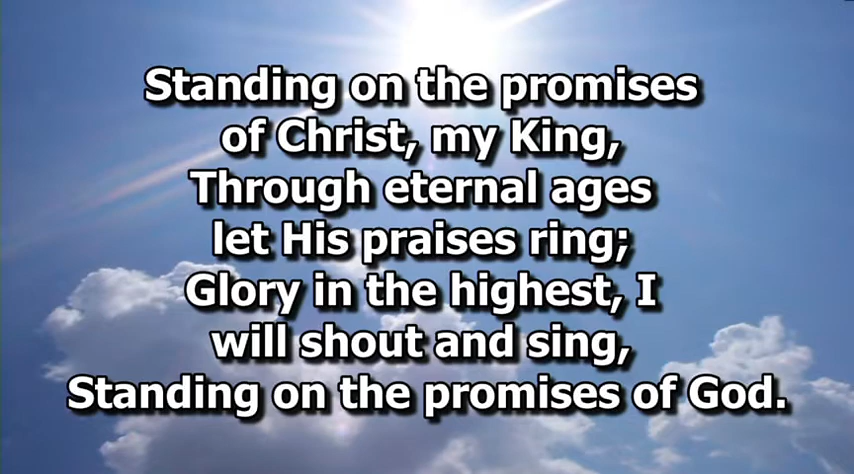 Standing on the promises
of Christ, my King,
Through eternal ages
let His praises ring;
Glory in the highest, I
will shout and sing,
Standing on the promises of God.